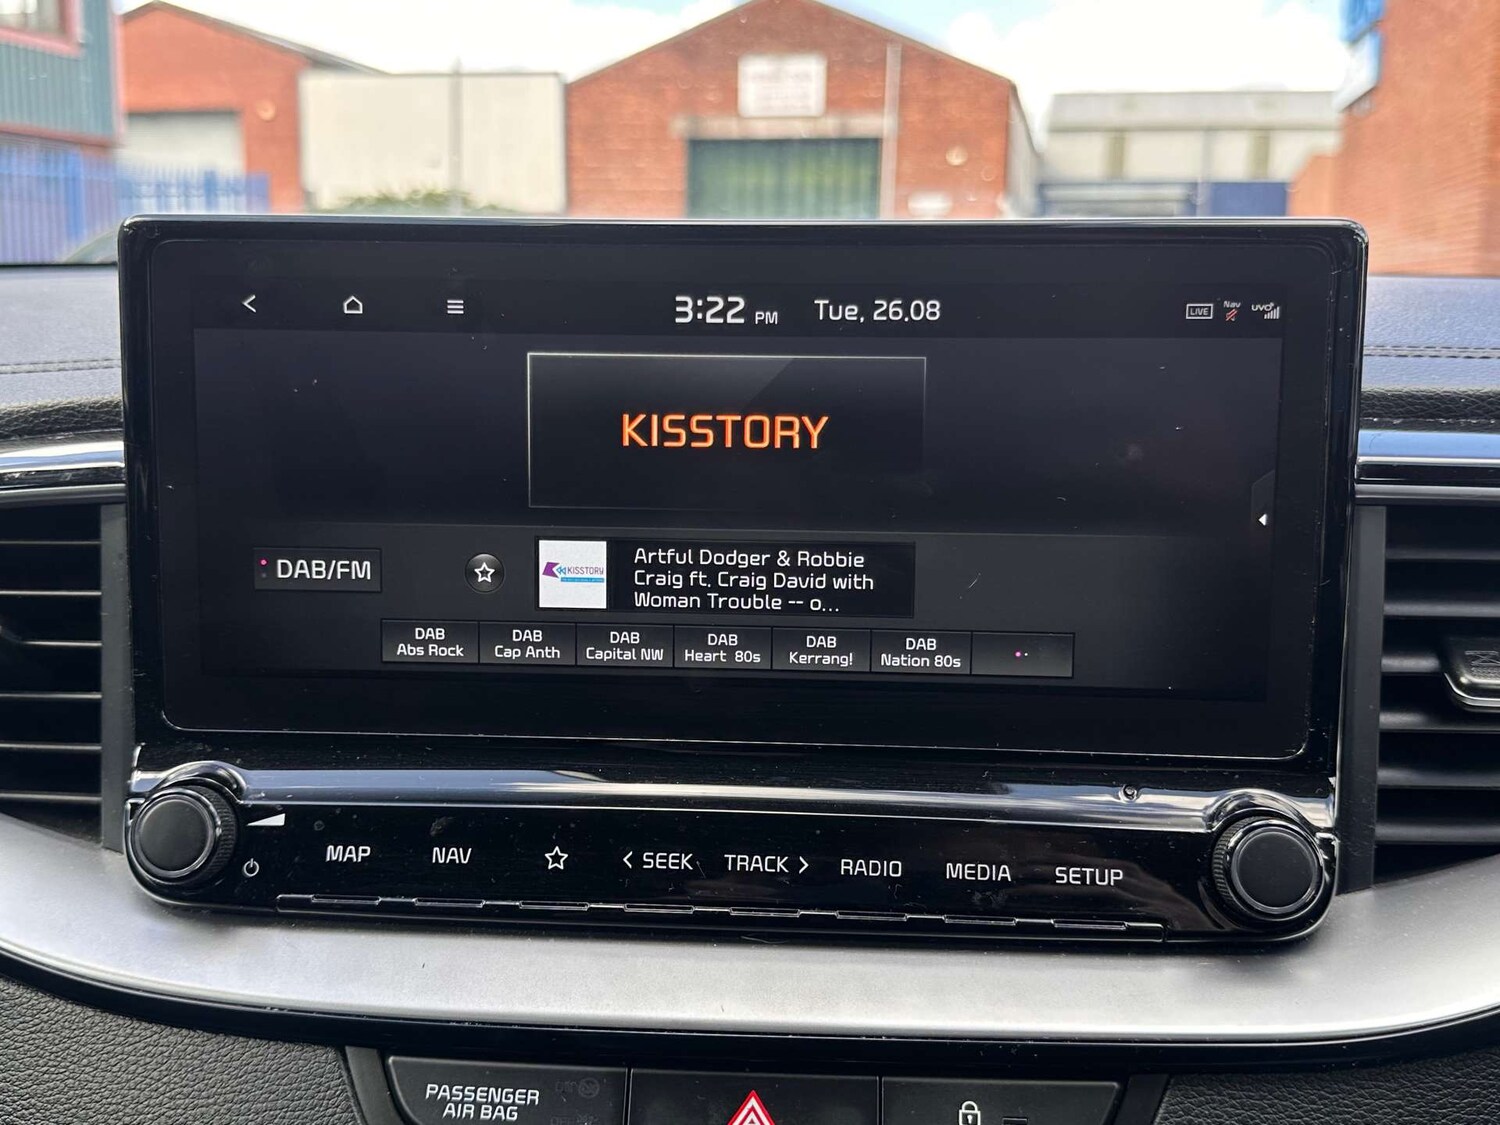 3:22 PM Tue, 26.08
LIVE
Nav
UVO
KISSTORY
DAB/FM
KISSTORY
Artful Dodger & Robbie
Craig ft. Craig David with
Woman Trouble -- o...
DAB
Abs Rock
DAB
Cap Anth
DAB
Capital NW
DAB
Heart 80s
DAB
Kerrang!
DAB
Nation 80s
MAP NAV < SEEK TRACK > RADIO MEDIA SETUP
PASSENGER
AIR BAG